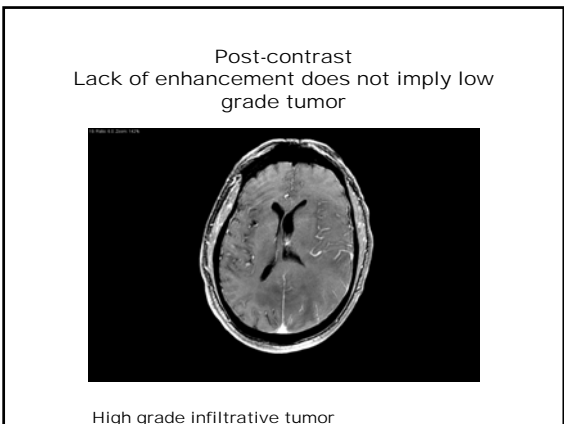 Post-contrast
Lack of enhancement does not imply low
grade tumor
High grade infiltrative tumor